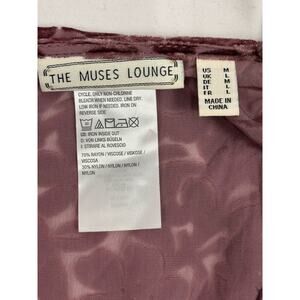 THE MUSES LOUNGE
CYCLE. ONLY NON-CHLORINE
BLEACH WHEN NEEDED. LINE DRY.
LOW IRON IF NEEDED. IRON ON
REVERSE SIDE
US: IRON INSIDE OUT
D: VON LINKS BÜGELN
I: STIRARE AL ROVESCIO
70% RAYON / VISCOSE / VISKOSE /
VISCOSA
30% NYLON / NYLON / NYLON /
NYLON
US M
UK L
DE M
IT L
FR L
MADE IN
CHINA